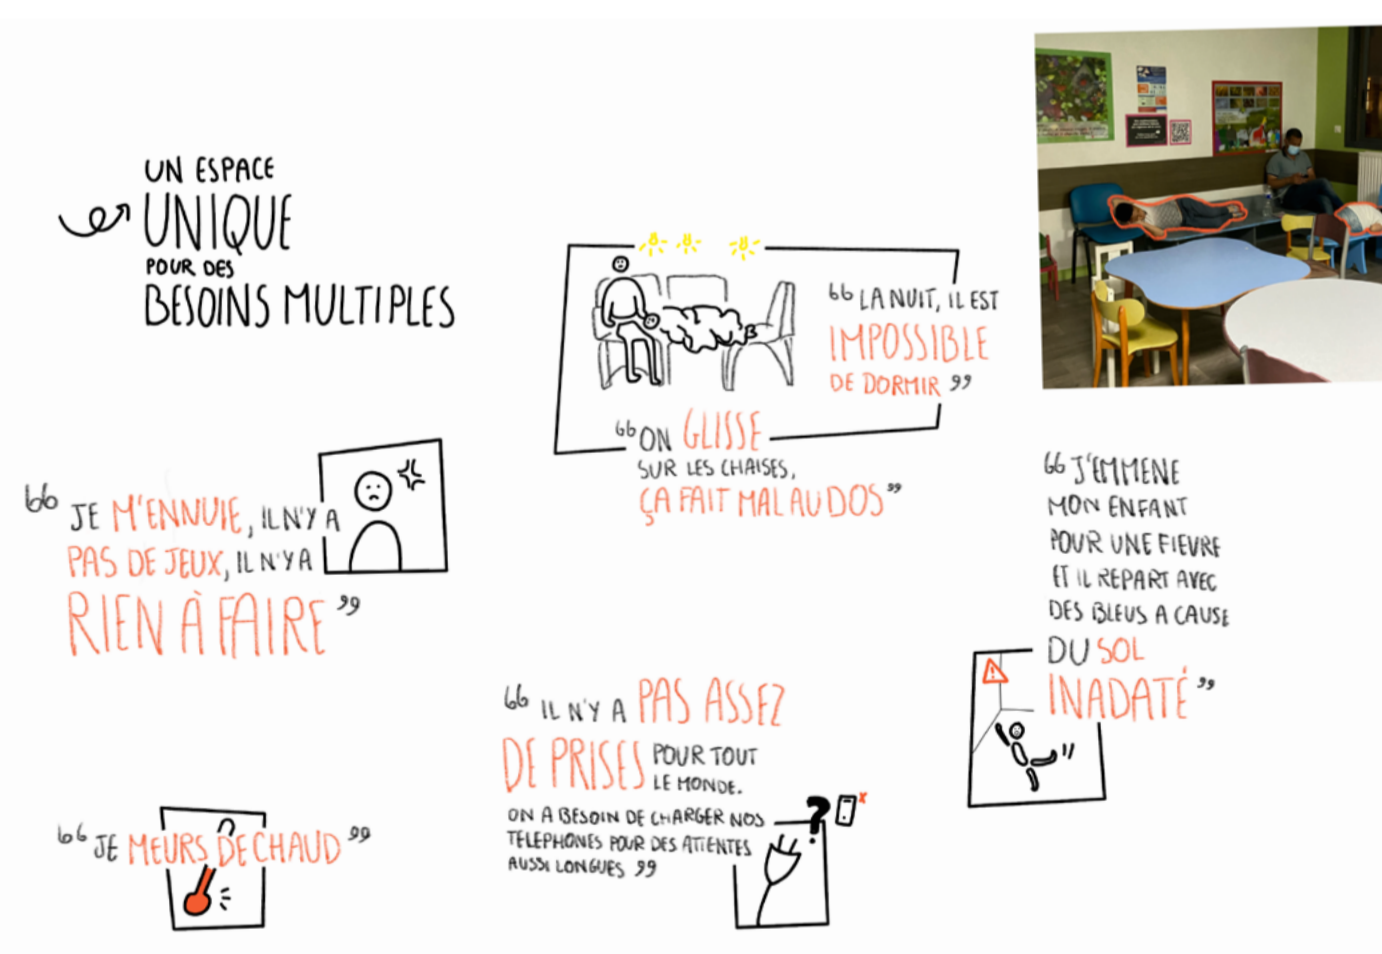 UN ESPACE
UNIQUE
POUR DES
BESOINS MULTIPLES
“LA NUIT, IL EST
IMPOSSIBLE
DE DORMIR”
“ON GLISSE
SUR LES CHAISES,
ÇA FAIT MAL AU DOS”
“JE M'ENNUIE, IL N'Y A
PAS DE JEUX, IL N'Y A
RIEN À FAIRE”
“J'EMMENE
MON ENFANT
POUR UNE FIEVRE
ET IL REPART AVEC
DES BLEUS A CAUSE
DU SOL
INADATÉ”
“IL N'Y A PAS ASSEZ
DE PRISES POUR TOUT
LE MONDE.
ON A BESOIN DE CHARGER NOS
TELEPHONES POUR DES ATTENTES
AUSSI LONGUES”
“JE MEURS DE CHAUD”